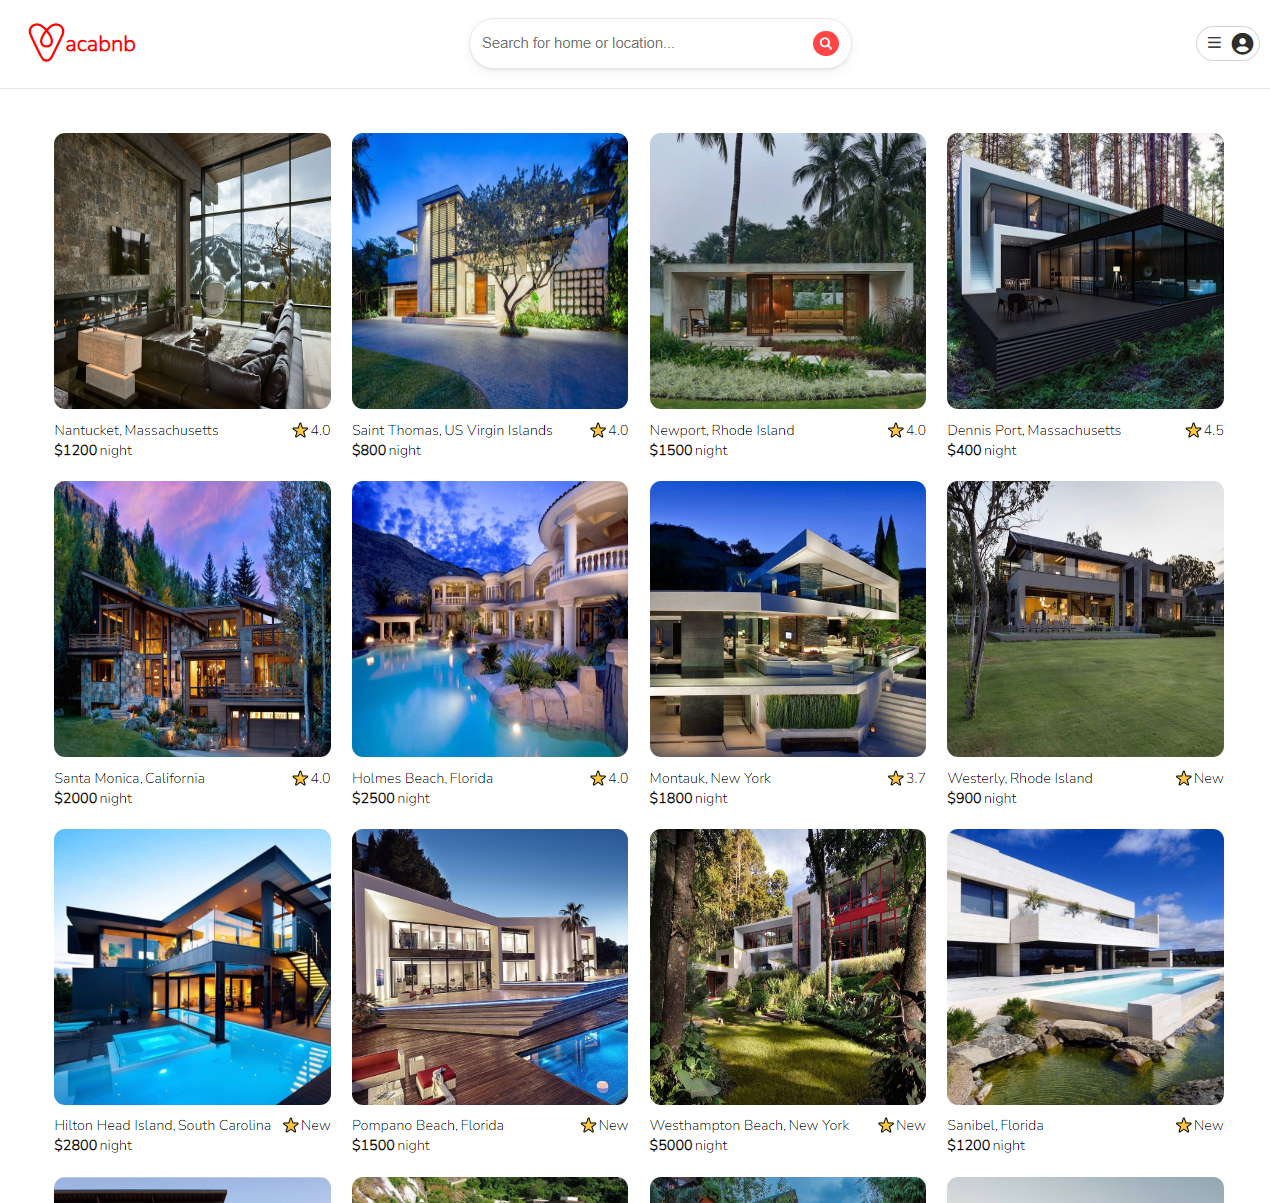 acabnb
Search for home or location...
Nantucket, Massachusetts 4.0
$1200 night
Saint Thomas, US Virgin Islands 4.0
$800 night
Newport, Rhode Island 4.0
$1500 night
Dennis Port, Massachusetts 4.5
$400 night
Santa Monica, California 4.0
$2000 night
Holmes Beach, Florida 4.0
$2500 night
Montauk, New York 3.7
$1800 night
Westerly, Rhode Island New
$900 night
Hilton Head Island, South Carolina New
$2800 night
Pompano Beach, Florida New
$1500 night
Westhampton Beach, New York New
$5000 night
Sanibel, Florida New
$1200 night